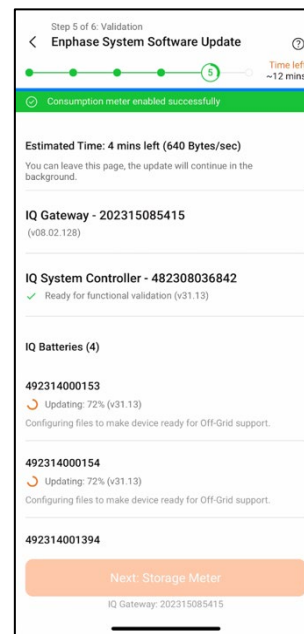 Step 5 of 6: Validation
Enphase System Software Update
Time left
5
~12 mins
Consumption meter enabled successfully
Estimated Time: 4 mins left (640 Bytes/sec)
You can leave this page, the update will continue in the
background.
IQ Gateway - 202315085415
(v08.02.128)
IQ System Controller - 482308036842
Ready for functional validation (v31.13)
IQ Batteries (4)
492314000153
Updating: 72% (v31.13)
Configuring files to make device ready for Off-Grid support.
492314000154
Updating: 72% (v31.13)
Configuring files to make device ready for Off-Grid support.
492314001394
Next: Storage Meter
IQ Gateway: 202315085415